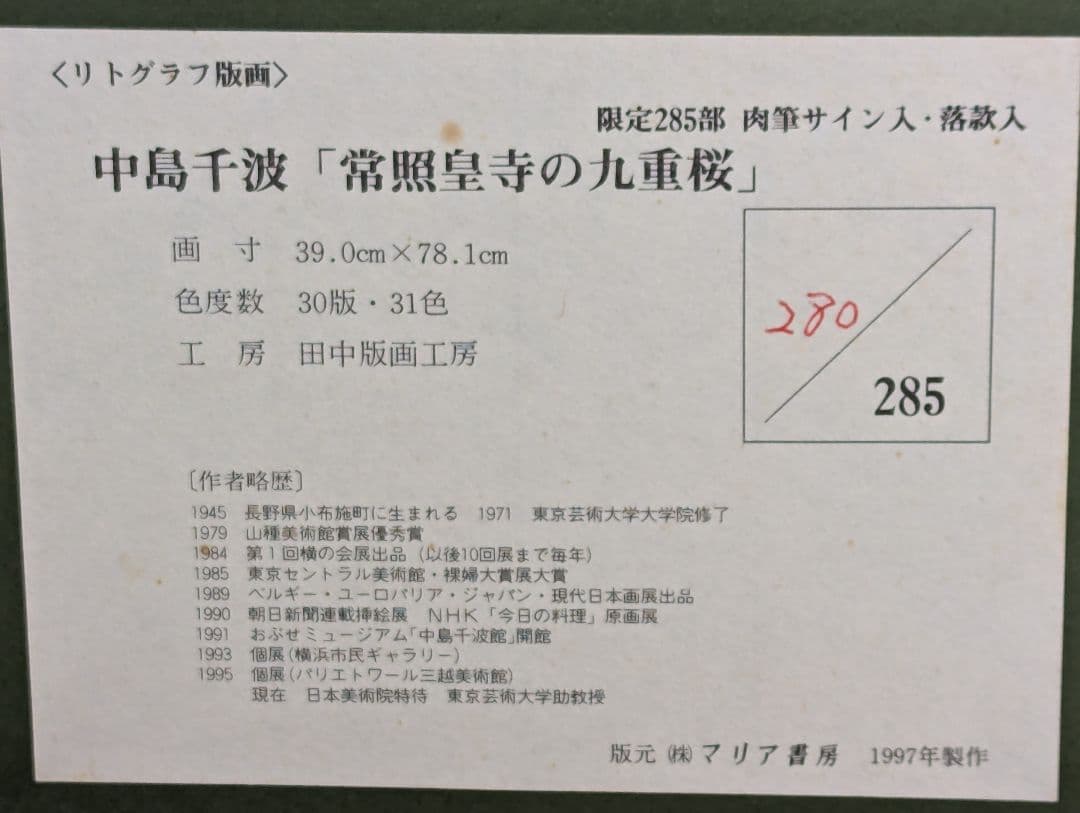 〈リトグラフ版画〉
限定285部 肉筆サイン入・落款入
中島千波「常照皇寺の九重桜」
画 寸 39.0cm×78.1cm
色度数 30版・31色
工 房 田中版画工房
280
285
〔作者略歴〕
1945 長野県小布施町に生まれる 1971 東京芸術大学大学院修了
1979 山種美術館賞展優秀賞
1984 第1回横の会展出品(以後10回展まで毎年)
1985 東京セントラル美術館・裸婦大賞展大賞
1989 ベルギー・ユーロパリア・ジャパン・現代日本画展出品
1990 朝日新聞連載挿絵展 NHK「今日の料理」原画展
1991 おぶせミュージアム「中島千波館」開館
1993 個展(横浜市民ギャラリー)
1995 個展(パリエトワール三越美術館)
現在 日本美術院特待 東京芸術大学助教授
版元 ㈱マリア書房 1997年製作